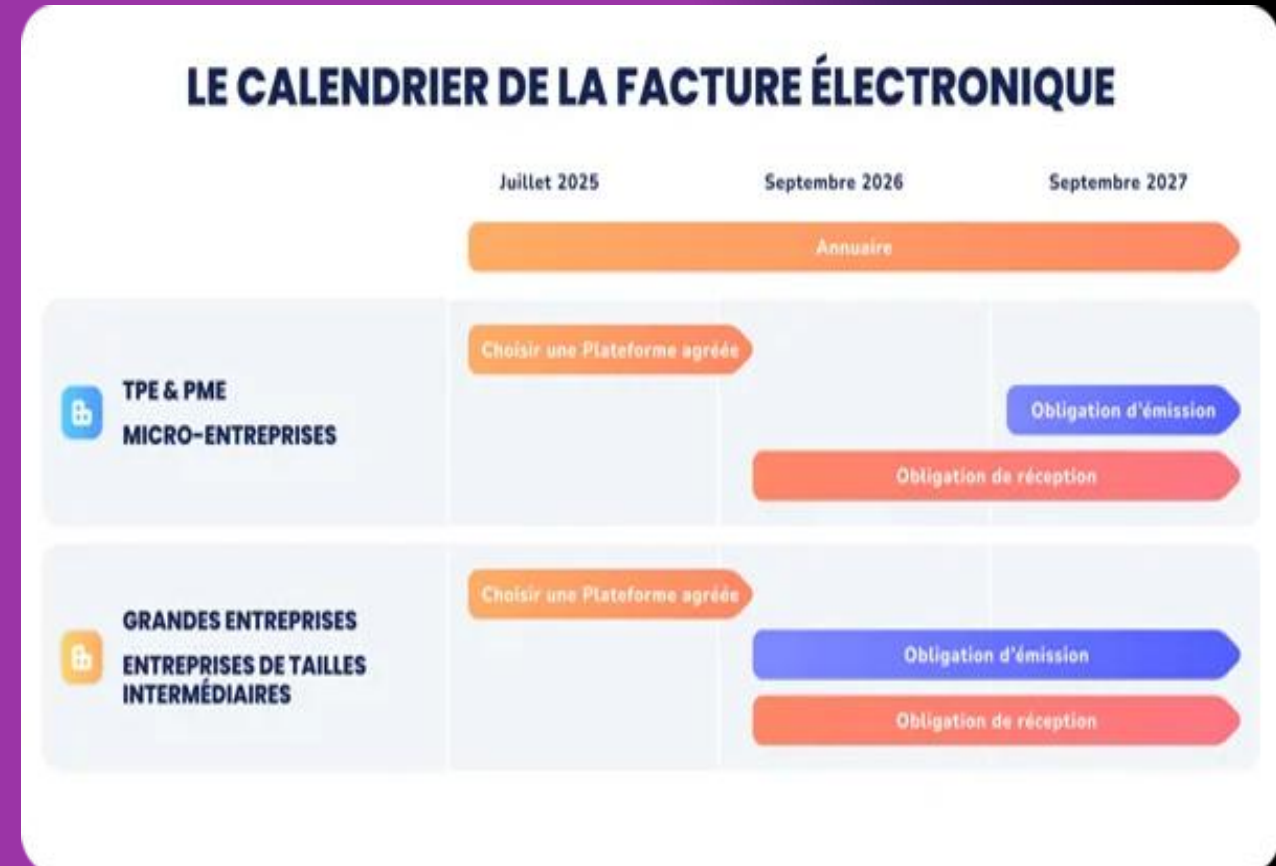 LE CALENDRIER DE LA FACTURE ÉLECTRONIQUE
Juillet 2025
Septembre 2026
Septembre 2027
Annuaire
TPE & PME
MICRO-ENTREPRISES
Choisir une Plateforme agréée
Obligation d'émission
Obligation de réception
GRANDES ENTREPRISES
ENTREPRISES DE TAILLES
INTERMÉDIAIRES
Choisir une Plateforme agréée
Obligation d'émission
Obligation de réception